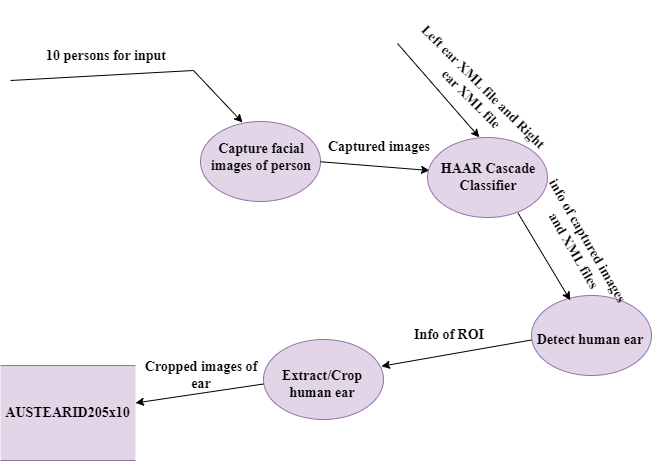 10 persons for input
Left ear XML file and Right
ear XML file
Capture facial
images of person
Captured images
HAAR Cascade
Classifier
info of captured images
and XML files
Detect human ear
Info of ROI
Extract/Crop
human ear
Cropped images of
ear
AUSTEARID205x10